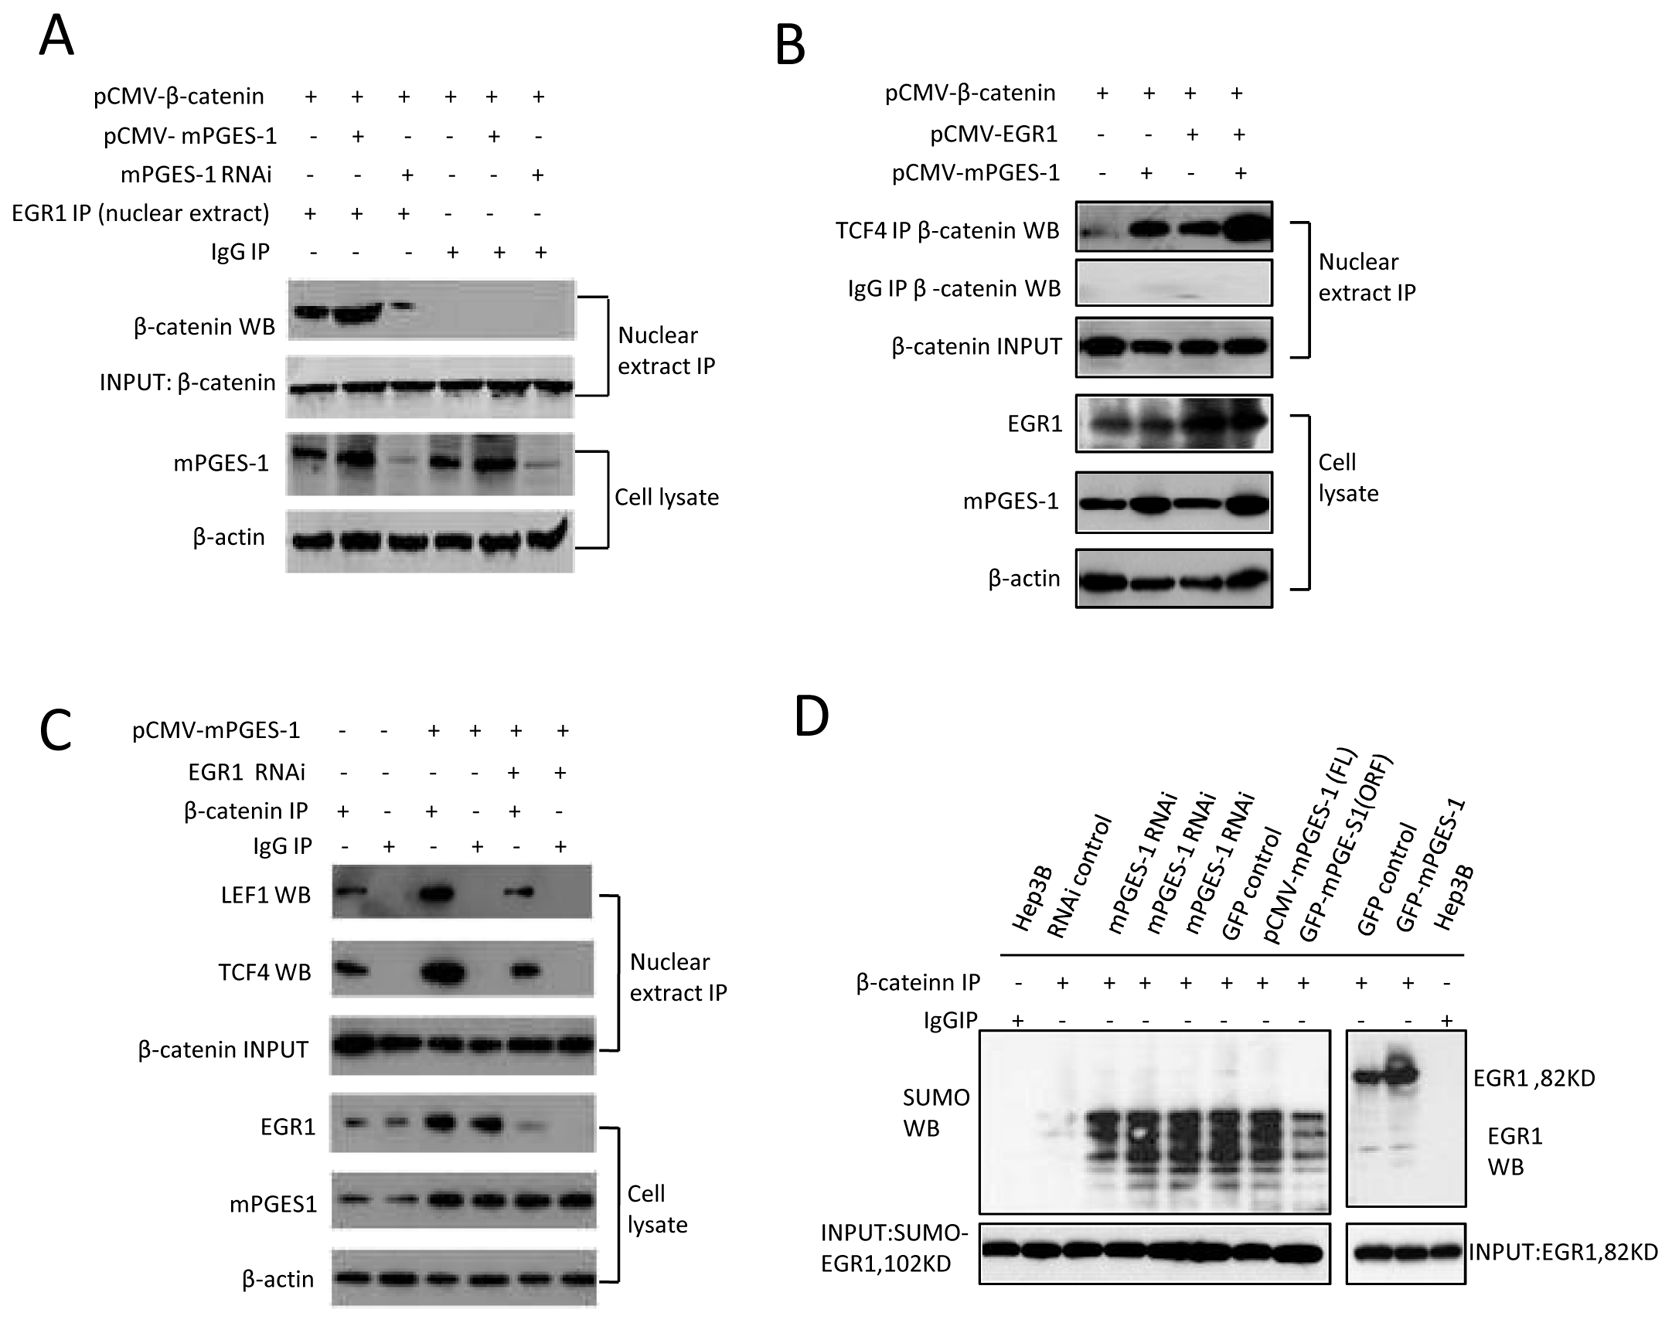 A
pCMV-β-catenin + + + + + +
pCMV- mPGES-1 - + - - + -
mPGES-1 RNAi - - + - - +
EGR1 IP (nuclear extract) + + + - - -
IgG IP - - - + + +
β-catenin WB
INPUT: β-catenin
Nuclear
extract IP
mPGES-1
β-actin
Cell lysate
B
pCMV-β-catenin + + + +
pCMV-EGR1 - - + +
pCMV-mPGES-1 - + - +
TCF4 IP β-catenin WB
IgG IP β -catenin WB
β-catenin INPUT
Nuclear
extract IP
EGR1
mPGES-1
β-actin
Cell
lysate
C
pCMV-mPGES-1 - - + + + +
EGR1 RNAi - - - - + +
β-catenin IP + - + - + -
IgG IP - + - + - +
LEF1 WB
TCF4 WB
β-catenin INPUT
Nuclear
extract IP
EGR1
mPGES1
β-actin
Cell
lysate
D
Hep3B
RNAi control
mPGES-1 RNAi
mPGES-1 RNAi
mPGES-1 RNAi
GFP control
pCMV-mPGES-1 (FL)
GFP-mPGE-S1(ORF)
GFP control
GFP-mPGES-1
Hep3B
β-cateinn IP - + + + + + + + + + -
IgGIP + - - - - - - - - - +
SUMO
WB
EGR1 ,82KD
EGR1
WB
INPUT:SUMO-
EGR1,102KD
INPUT:EGR1,82KD